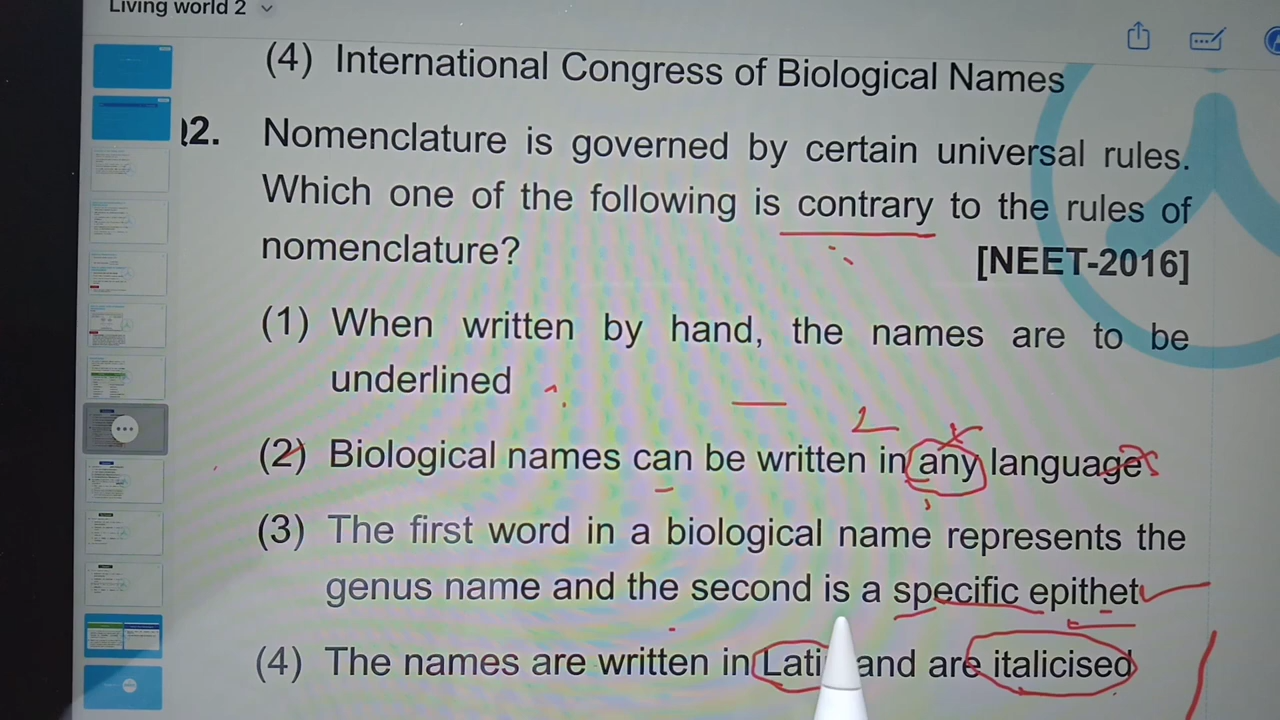 Living world 2
(4) International Congress of Biological Names
Q2. Nomenclature is governed by certain universal rules.
Which one of the following is contrary to the rules of
nomenclature? [NEET-2016]
(1) When written by hand, the names are to be
underlined
(2) Biological names can be written in any language
(3) The first word in a biological name represents the
genus name and the second is a specific epithet
(4) The names are written in Lati and are italicised